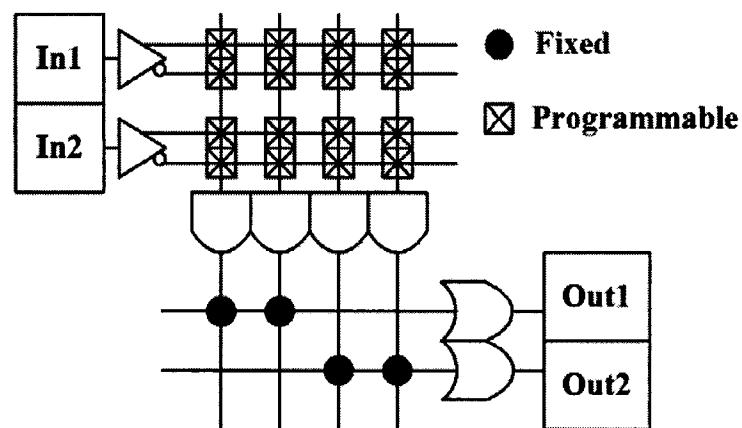 In1
In2
Fixed
Programmable
Out1
Out2